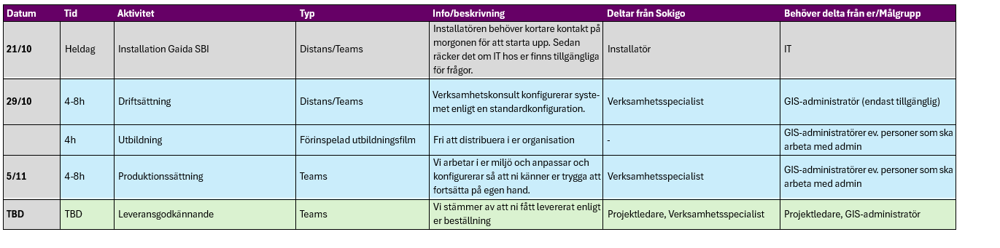 Datum Tid Aktivitet Typ Info/beskrivning Deltar från Sokigo Behöver delta från er/Målgrupp
21/10 Heldag Installation Gaida SBI Distans/Teams Installatören behöver kortare kontakt på
morgonen för att starta upp. Sedan
räcker det om IT hos er finns tillgängliga
för frågor. Installatör IT
29/10 4-8h Driftsättning Distans/Teams Verksamhetskonsult konfigurerar syste-
met enligt en standardkonfiguration. Verksamhetsspecialist GIS-administratör (endast tillgänglig)
4h Utbildning Förinspelad utbildningsfilm Fri att distribuera i er organisation - GIS-administratörer ev. personer som ska
arbeta med admin
5/11 4-8h Produktionssättning Teams Vi arbetar i er miljö och anpassar och
konfigurerar så att ni känner er trygga att
fortsätta på egen hand. Verksamhetsspecialist GIS-administratörer ev. personer som ska
arbeta med admin
TBD TBD Leveransgodkännande Teams Vi stämmer av att ni fått levererat enligt
er beställning Projektledare, Verksamhetsspecialist Projektledare, GIS-administratör